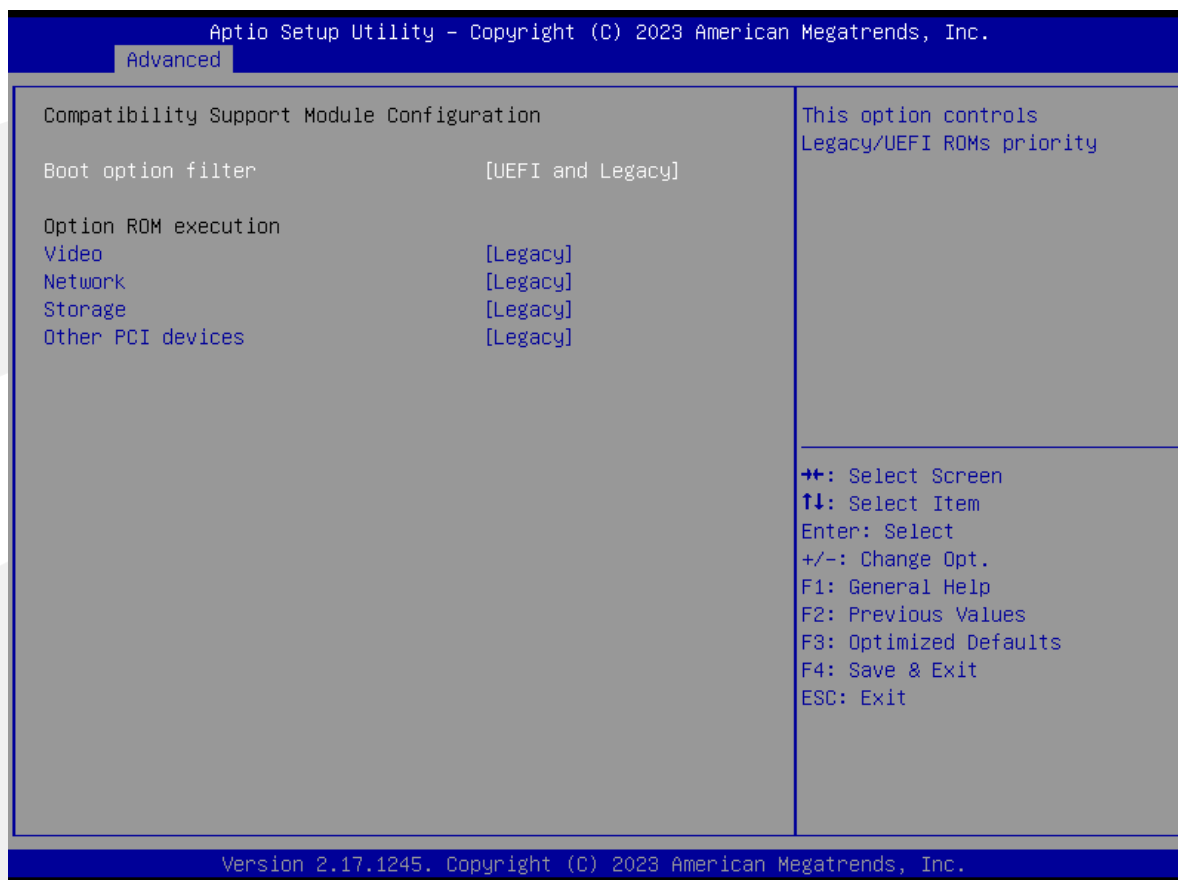 Aptio Setup Utility – Copyright (C) 2023 American Megatrends, Inc.
Advanced
Compatibility Support Module Configuration
Boot option filter [UEFI and Legacy]
Option ROM execution
Video [Legacy]
Network [Legacy]
Storage [Legacy]
Other PCI devices [Legacy]
This option controls
Legacy/UEFI ROMs priority
→←: Select Screen
↑↓: Select Item
Enter: Select
+/-: Change Opt.
F1: General Help
F2: Previous Values
F3: Optimized Defaults
F4: Save & Exit
ESC: Exit
Version 2.17.1245. Copyright (C) 2023 American Megatrends, Inc.